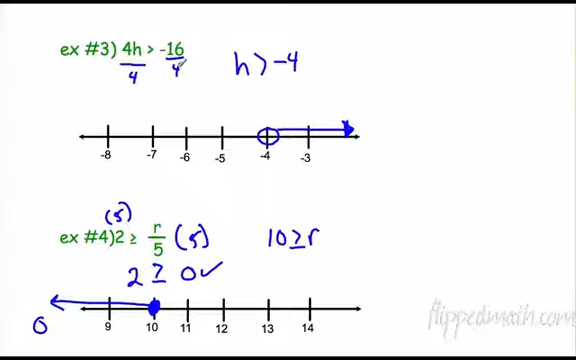 ex #3) 4h > -16
4 4
h > -4
-8 -7 -6 -5 -4 -3
(5)
ex #4) 2 ≥ r/5 (5)
10 ≥ r
2 ≥ 0 ✓
0
9 10 11 12 13 14
flippedmath.com